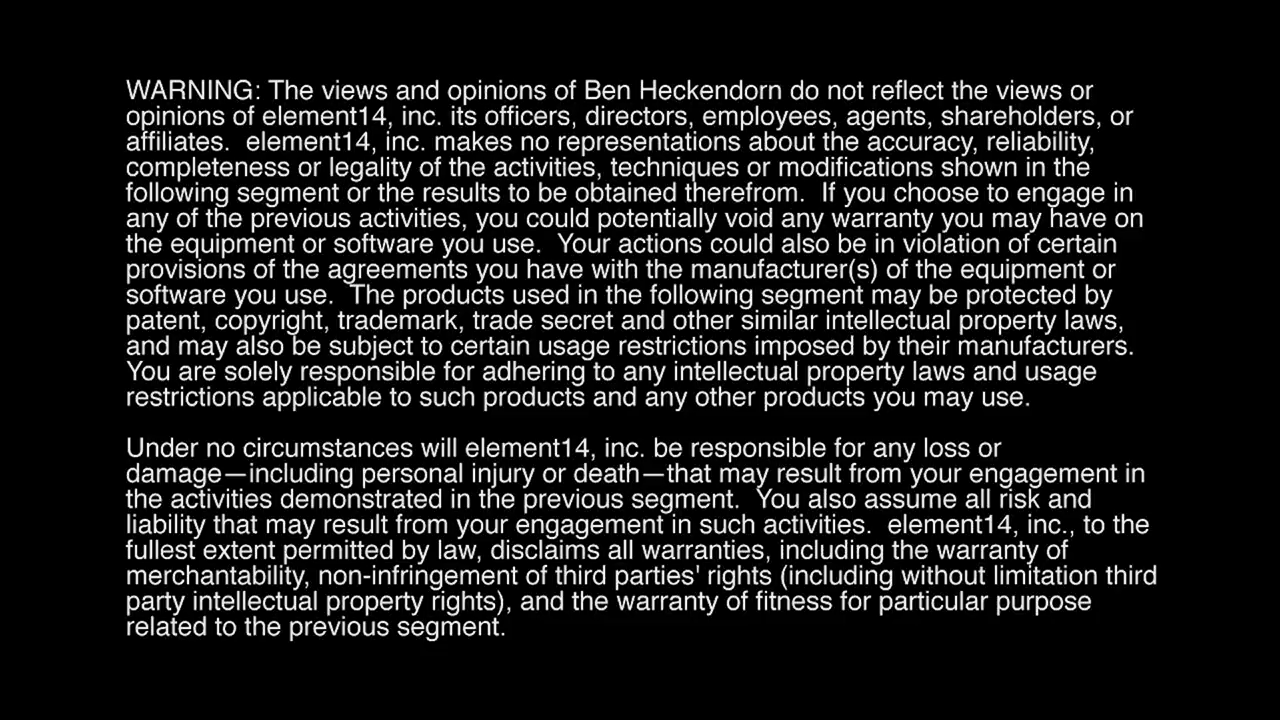 WARNING: The views and opinions of Ben Heckendorn do not reflect the views or
opinions of element14, inc. its officers, directors, employees, agents, shareholders, or
affiliates.  element14, inc. makes no representations about the accuracy, reliability,
completeness or legality of the activities, techniques or modifications shown in the
following segment or the results to be obtained therefrom.  If you choose to engage in
any of the previous activities, you could potentially void any warranty you may have on
the equipment or software you use.  Your actions could also be in violation of certain
provisions of the agreements you have with the manufacturer(s) of the equipment or
software you use.  The products used in the following segment may be protected by
patent, copyright, trademark, trade secret and other similar intellectual property laws,
and may also be subject to certain usage restrictions imposed by their manufacturers.
You are solely responsible for adhering to any intellectual property laws and usage
restrictions applicable to such products and any other products you may use.
Under no circumstances will element14, inc. be responsible for any loss or
damage—including personal injury or death—that may result from your engagement in
the activities demonstrated in the previous segment.  You also assume all risk and
liability that may result from your engagement in such activities.  element14, inc., to the
fullest extent permitted by law, disclaims all warranties, including the warranty of
merchantability, non-infringement of third parties' rights (including without limitation third
party intellectual property rights), and the warranty of fitness for particular purpose
related to the previous segment.